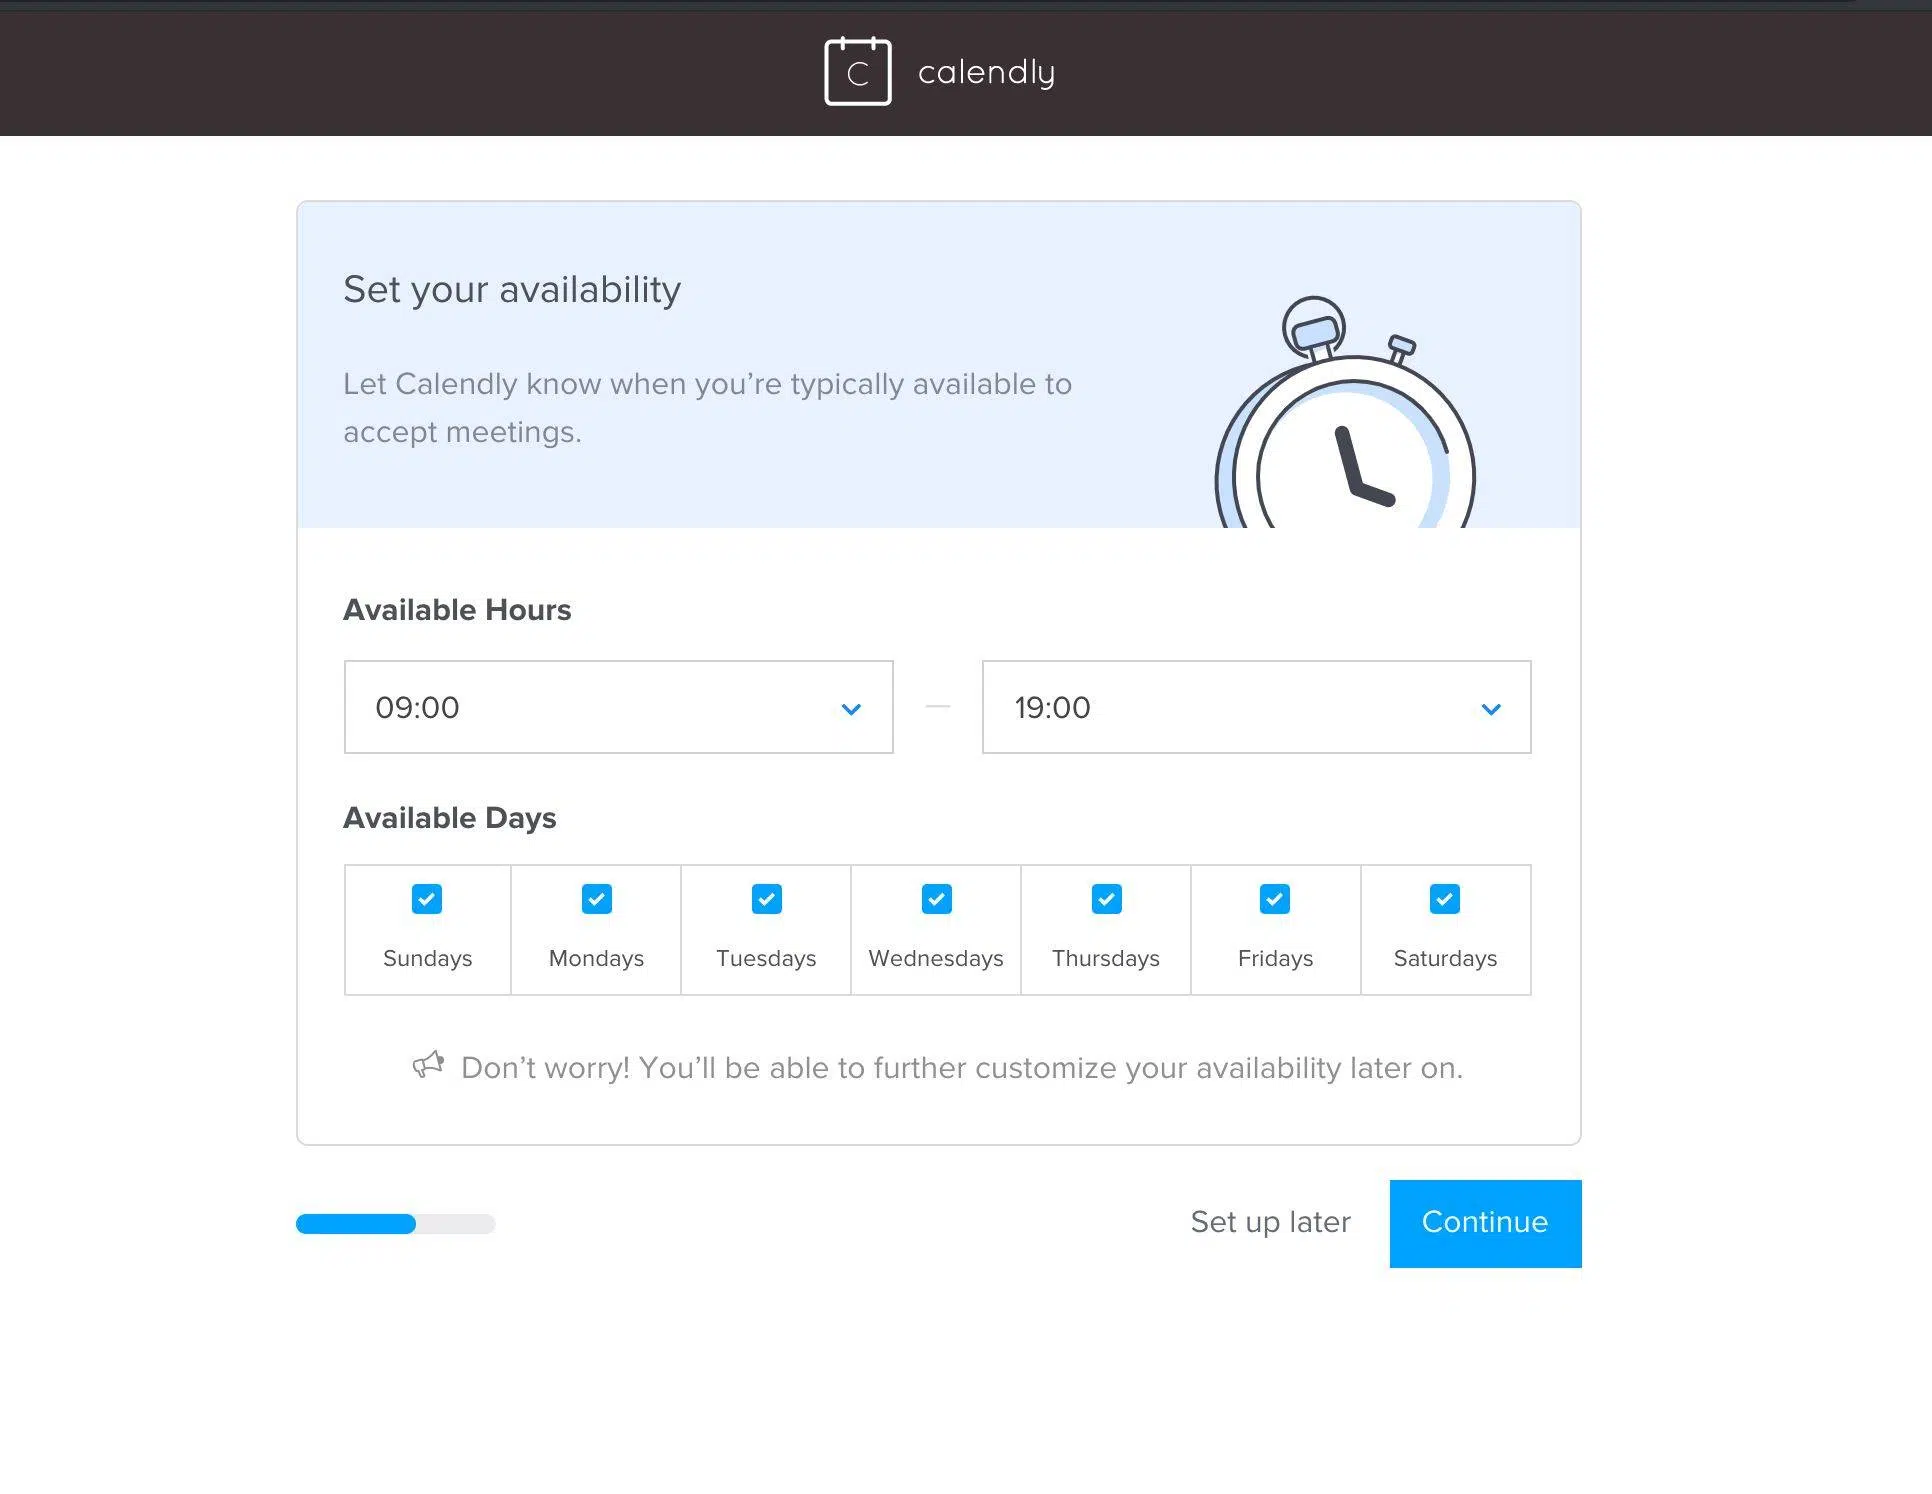 C calendly
Set your availability
Let Calendly know when you’re typically available to
accept meetings.
Available Hours
09:00 — 19:00
Available Days
Sundays Mondays Tuesdays Wednesdays Thursdays Fridays Saturdays
Don’t worry! You’ll be able to further customize your availability later on.
Set up later Continue